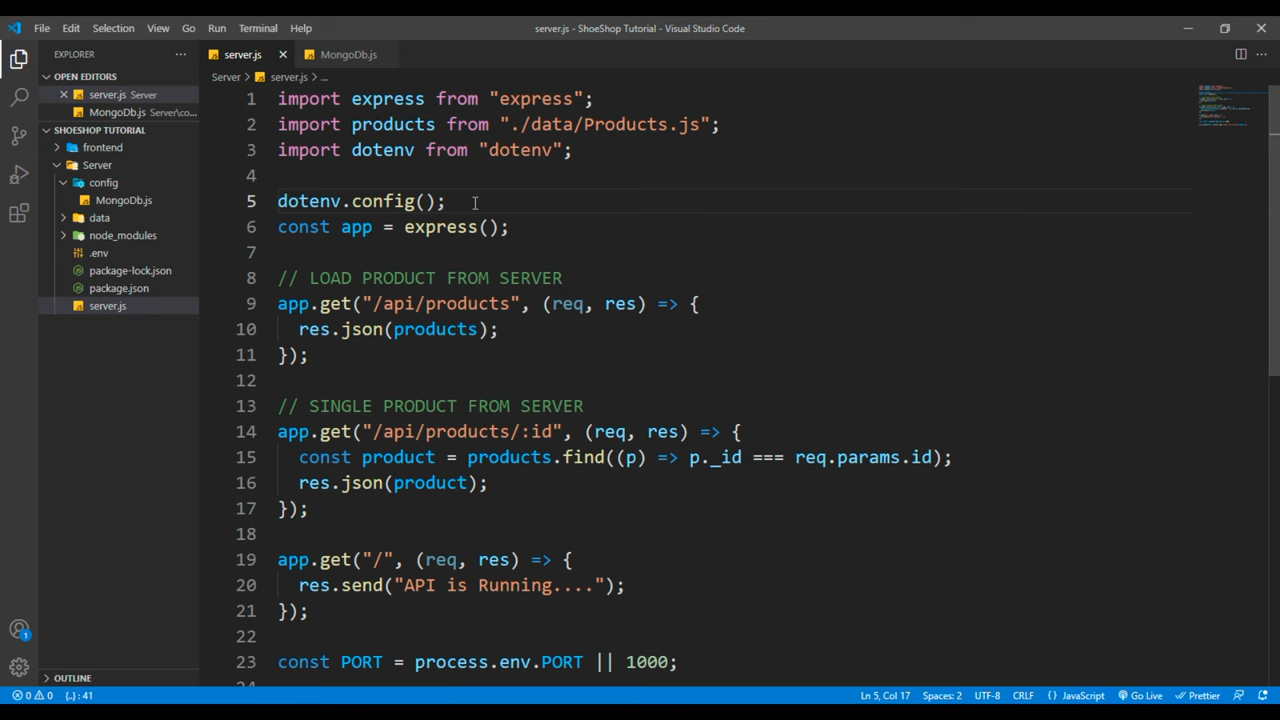 File Edit Selection View Go Run Terminal Help server.js - ShoeShop Tutorial - Visual Studio Code
EXPLORER
OPEN EDITORS
server.js Server
MongoDb.js Server\co...
SHOESHOP TUTORIAL
frontend
Server
config
MongoDb.js
data
node_modules
.env
package-lock.json
package.json
server.js
OUTLINE
server.js MongoDb.js
Server > server.js > ...
1 import express from "express";
2 import products from "./data/Products.js";
3 import dotenv from "dotenv";
4
5 dotenv.config();
6 const app = express();
7
8 // LOAD PRODUCT FROM SERVER
9 app.get("/api/products", (req, res) => {
10 res.json(products);
11 });
12
13 // SINGLE PRODUCT FROM SERVER
14 app.get("/api/products/:id", (req, res) => {
15 const product = products.find((p) => p._id === req.params.id);
16 res.json(product);
17 });
18
19 app.get("/", (req, res) => {
20 res.send("API is Running....");
21 });
22
23 const PORT = process.env.PORT || 1000;
1
0 0 {..} : 41 Ln 5, Col 17 Spaces: 2 UTF-8 CRLF {} JavaScript Go Live Prettier